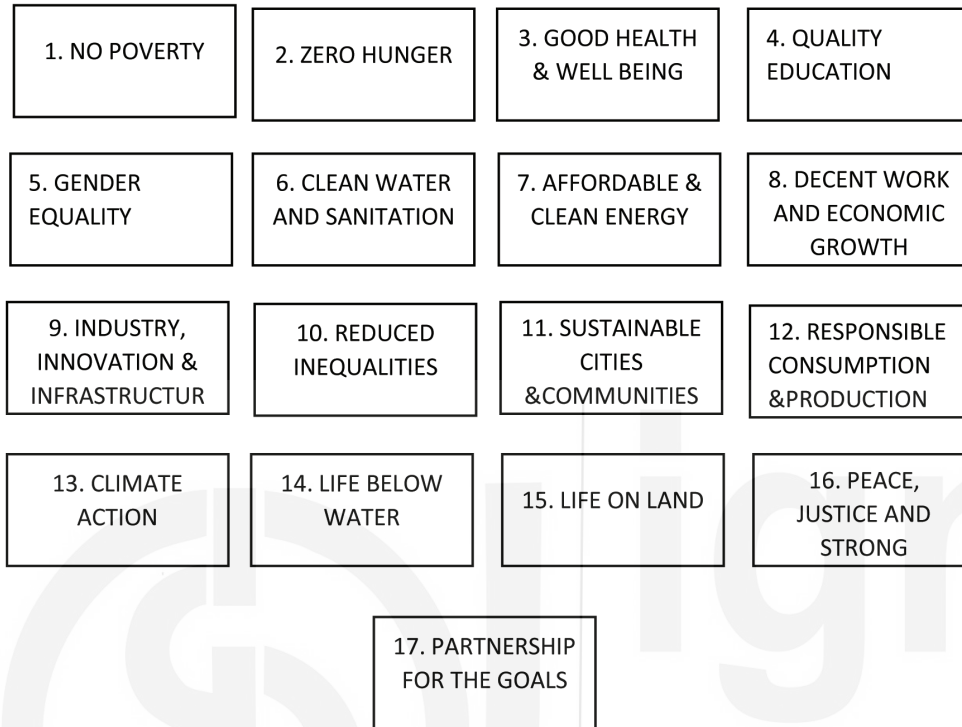 1. NO POVERTY
2. ZERO HUNGER
3. GOOD HEALTH
& WELL BEING
4. QUALITY
EDUCATION
5. GENDER
EQUALITY
6. CLEAN WATER
AND SANITATION
7. AFFORDABLE &
CLEAN ENERGY
8. DECENT WORK
AND ECONOMIC
GROWTH
9. INDUSTRY,
INNOVATION &
INFRASTRUCTUR
10. REDUCED
INEQUALITIES
11. SUSTAINABLE
CITIES
&COMMUNITIES
12. RESPONSIBLE
CONSUMPTION
&PRODUCTION
13. CLIMATE
ACTION
14. LIFE BELOW
WATER
15. LIFE ON LAND
16. PEACE,
JUSTICE AND
STRONG
17. PARTNERSHIP
FOR THE GOALS